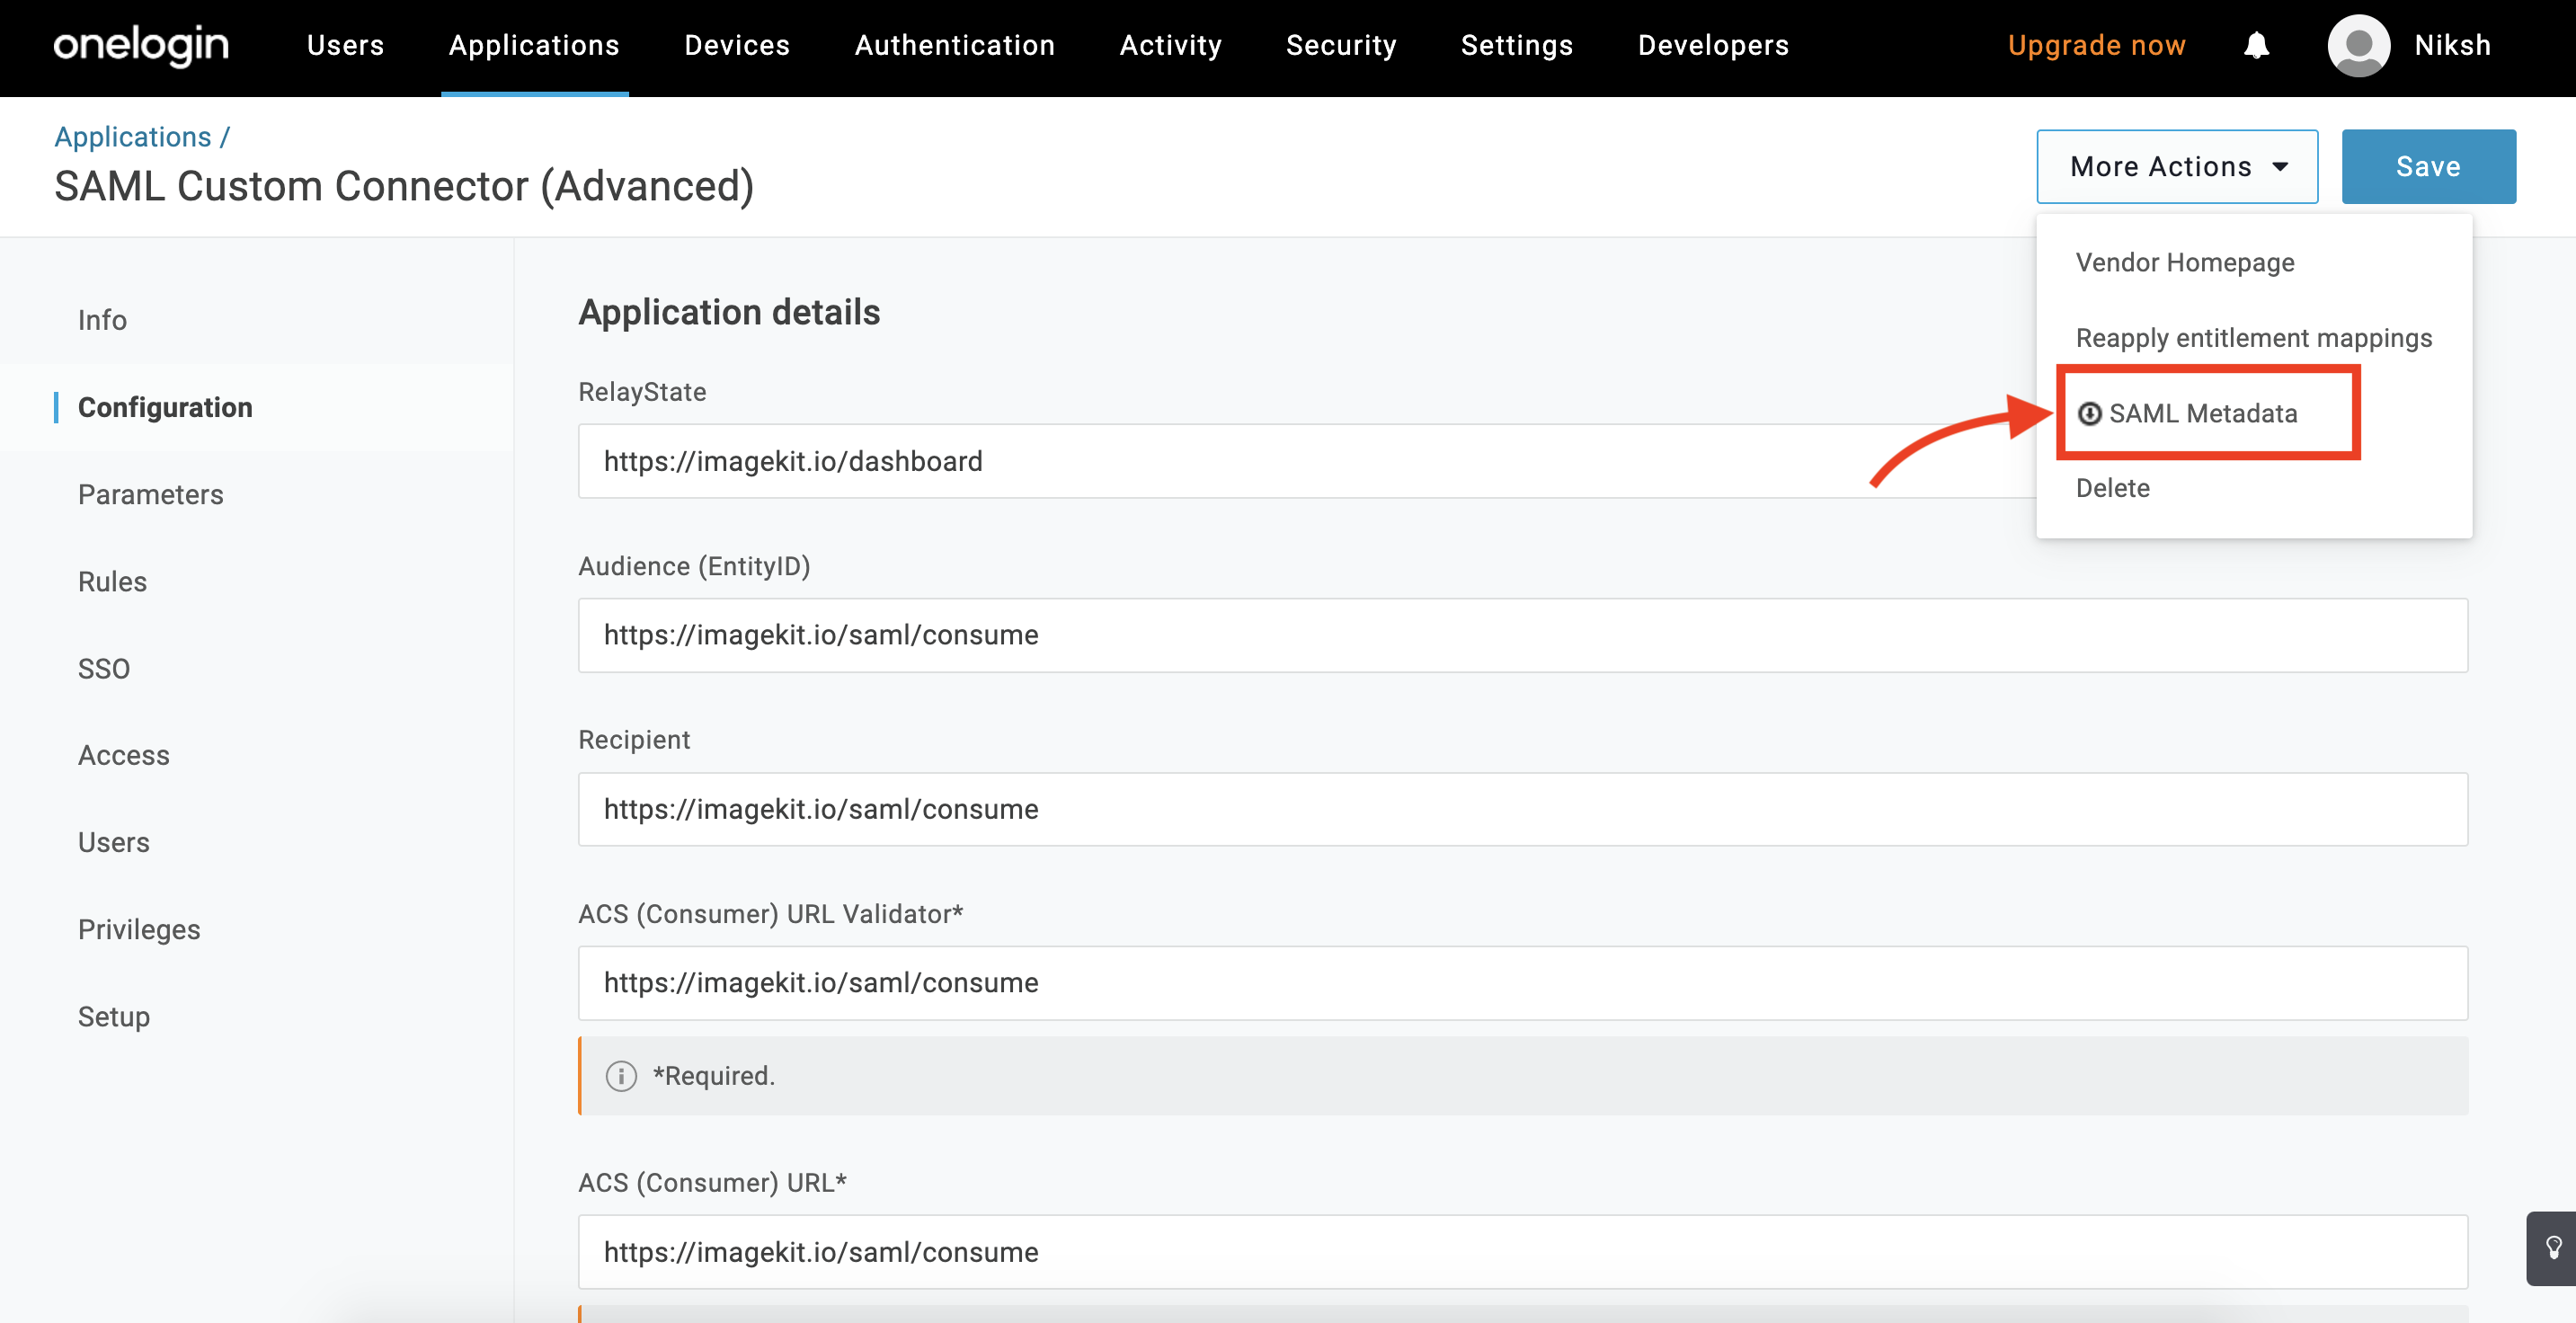 onelogin
Users
Applications
Devices
Authentication
Activity
Security
Settings
Developers
Upgrade now
Niksh
Applications /
SAML Custom Connector (Advanced)
More Actions
Save
Vendor Homepage
Reapply entitlement mappings
SAML Metadata
Delete
Info
Configuration
Parameters
Rules
SSO
Access
Users
Privileges
Setup
Application details
RelayState
https://imagekit.io/dashboard
Audience (EntityID)
https://imagekit.io/saml/consume
Recipient
https://imagekit.io/saml/consume
ACS (Consumer) URL Validator*
https://imagekit.io/saml/consume
*Required.
ACS (Consumer) URL*
https://imagekit.io/saml/consume